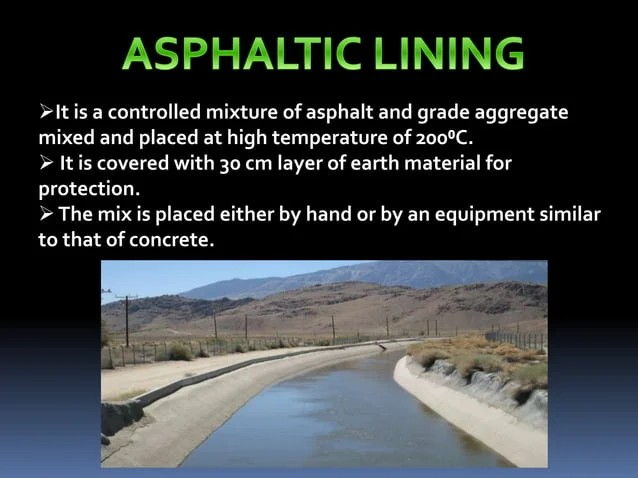 ASPHALTIC LINING
➢It is a controlled mixture of asphalt and grade aggregate
mixed and placed at high temperature of 200⁰C.
➢ It is covered with 30 cm layer of earth material for
protection.
➢ The mix is placed either by hand or by an equipment similar
to that of concrete.